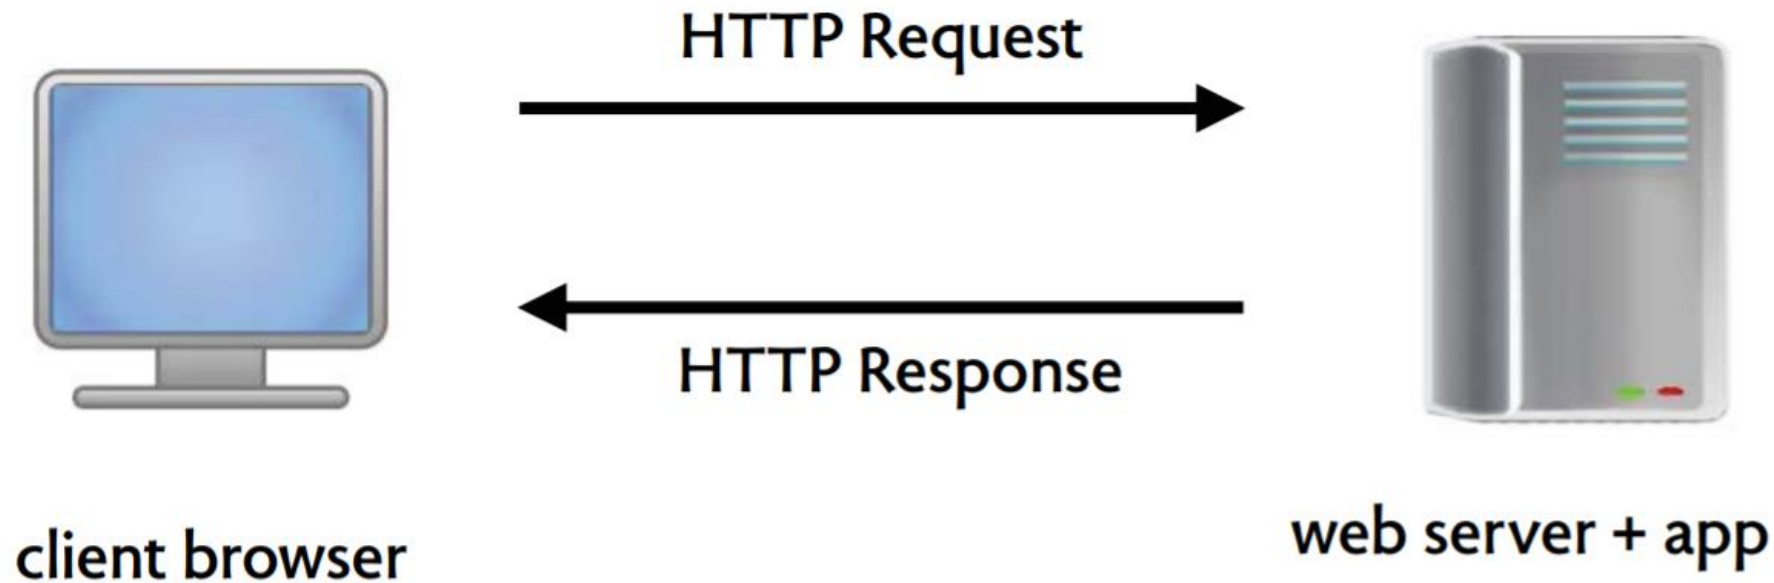 HTTP Request
HTTP Response
client browser
web server + app